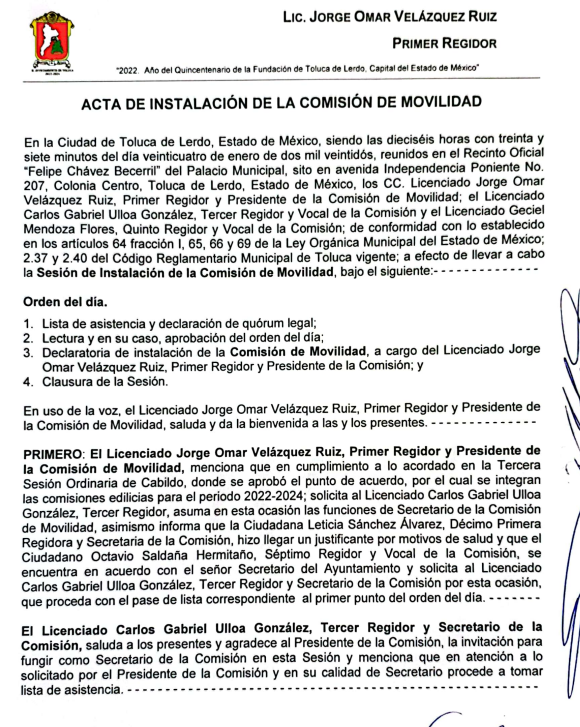 LIC. JORGE OMAR VELÁZQUEZ RUIZ
PRIMER REGIDOR
"2022. Año del Quincentenario de la Fundación de Toluca de Lerdo, Capital del Estado de México"
ACTA DE INSTALACIÓN DE LA COMISIÓN DE MOVILIDAD
En la Ciudad de Toluca de Lerdo, Estado de México, siendo las dieciséis horas con treinta y
siete minutos del día veinticuatro de enero de dos mil veintidós, reunidos en el Recinto Oficial
"Felipe Chávez Becerril" del Palacio Municipal, sito en avenida Independencia Poniente No.
207, Colonia Centro, Toluca de Lerdo, Estado de México, los CC. Licenciado Jorge Omar
Velázquez Ruiz, Primer Regidor y Presidente de la Comisión de Movilidad; el Licenciado
Carlos Gabriel Ulloa González, Tercer Regidor y Vocal de la Comisión y el Licenciado Geciel
Mendoza Flores, Quinto Regidor y Vocal de la Comisión; de conformidad con lo establecido
en los artículos 64 fracción I, 65, 66 y 69 de la Ley Orgánica Municipal del Estado de México;
2.37 y 2.40 del Código Reglamentario Municipal de Toluca vigente; a efecto de llevar a cabo
la Sesión de Instalación de la Comisión de Movilidad, bajo el siguiente:- - - - - - - - - - - - - -
Orden del día.
1. Lista de asistencia y declaración de quórum legal;
2. Lectura y en su caso, aprobación del orden del día;
3. Declaratoria de instalación de la Comisión de Movilidad, a cargo del Licenciado Jorge
Omar Velázquez Ruiz, Primer Regidor y Presidente de la Comisión de Movilidad; y
4. Clausura de la Sesión.
En uso de la voz, el Licenciado Jorge Omar Velázquez Ruiz, Primer Regidor y Presidente de
la Comisión de Movilidad, saluda y da la bienvenida a las y los presentes. - - - - - - - - - - - - - -
PRIMERO: El Licenciado Jorge Omar Velázquez Ruiz, Primer Regidor y Presidente de
la Comisión de Movilidad, menciona que en cumplimiento a lo acordado en la Tercera
Sesión Ordinaria de Cabildo, donde se aprobó el punto de acuerdo, por el cual se integran
las comisiones edilicias para el periodo 2022-2024; solicita al Licenciado Carlos Gabriel Ulloa
González, Tercer Regidor, asuma en esta ocasión las funciones de Secretario de la Comisión
de Movilidad, asimismo informa que la Ciudadana Leticia Sánchez Álvarez, Décimo Primera
Regidora y Secretaria de la Comisión, hizo llegar un justificante por motivos de salud y que el
Ciudadano Octavio Saldaña Hermitaño, Séptimo Regidor y Vocal de la Comisión, se
encuentra en acuerdo con el señor Secretario del Ayuntamiento y solicita al Licenciado
Carlos Gabriel Ulloa González, Tercer Regidor y Secretario de la Comisión por esta ocasión,
que proceda con el pase de lista correspondiente al primer punto del orden del día. - - - - - - -
El Licenciado Carlos Gabriel Ulloa González, Tercer Regidor y Secretario de la
Comisión, saluda a los presentes y agradece al Presidente de la Comisión, la invitación para
fungir como Secretario de la Comisión en esta Sesión y menciona que en atención a lo
solicitado por el Presidente de la Comisión y en su calidad de Secretario procede a tomar
lista de asistencia. - - - - - - - - - - - - - - - - - - - - - - - - - - - - - - - - - - - - - - - - - - - - - -